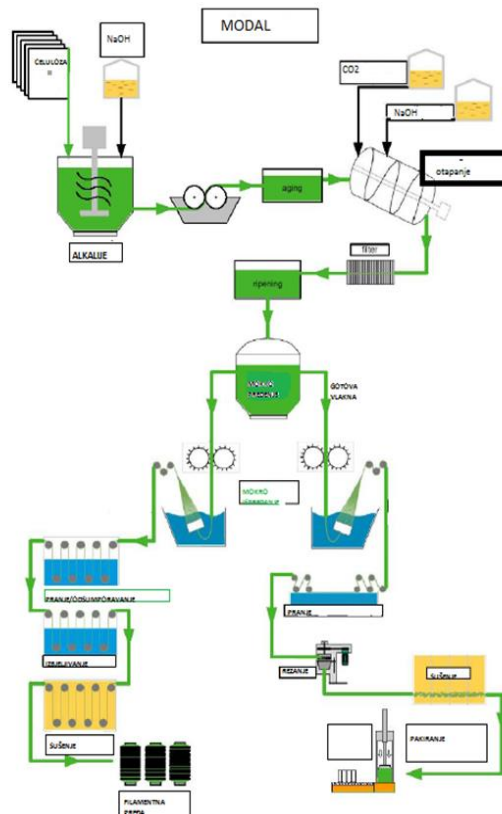 MODAL
NaOH
CELULOZA
CO2
NaOH
otapanje
aging
ALKALIJE
filter
ripening
GOTOVA
VLAKNA
MOKRO
PRANJE/ODSUMPORAVANJE
PRANJE
IZBJELJIVANJE
REZANJE
SUŠENJE
SUŠENJE
PAKIRANJE
FILAMENTNA
PREĐA